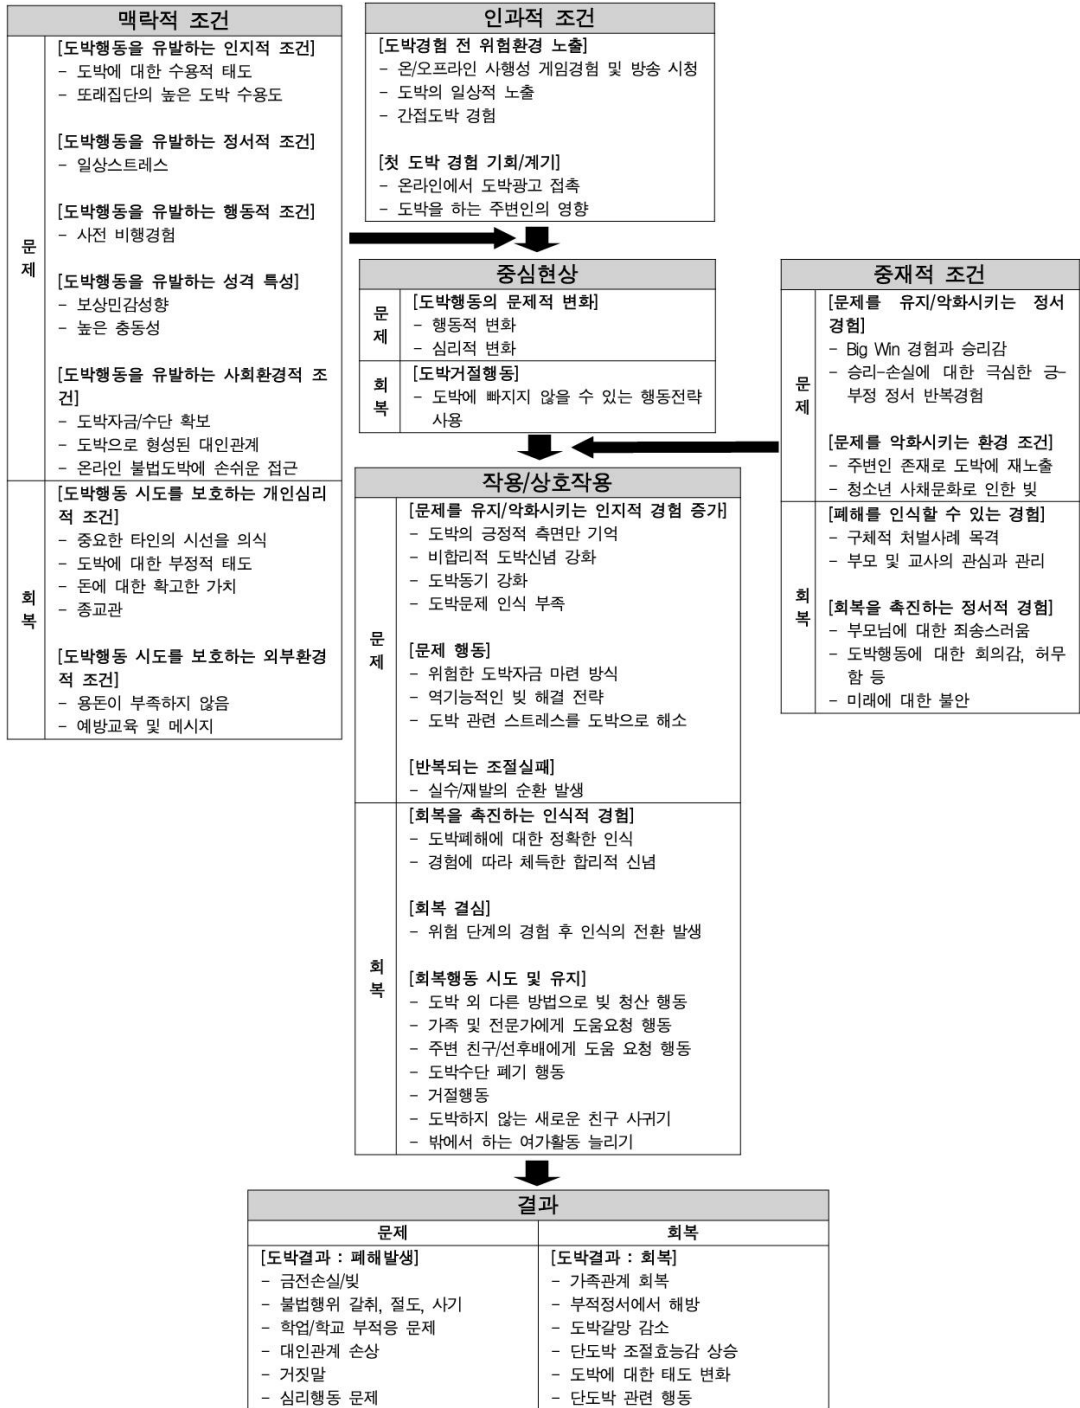 맥락적 조건
문제
[도박행동을 유발하는 인지적 조건]
- 도박에 대한 수용적 태도
- 또래집단의 높은 도박 수용도
[도박행동을 유발하는 정서적 조건]
- 일상스트레스
[도박행동을 유발하는 행동적 조건]
- 사전 비행경험
[도박행동을 유발하는 성격 특성]
- 보상민감성향
- 높은 충동성
[도박행동을 유발하는 사회환경적 조
건]
- 도박자금/수단 확보
- 도박으로 형성된 대인관계
- 온라인 불법도박에 손쉬운 접근
회복
[도박행동 시도를 보호하는 개인심리
적 조건]
- 중요한 타인의 시선을 의식
- 도박에 대한 부정적 태도
- 돈에 대한 확고한 가치
- 종교관
[도박행동 시도를 보호하는 외부환경
적 조건]
- 용돈이 부족하지 않음
- 예방교육 및 메시지
인과적 조건
[도박경험 전 위험환경 노출]
- 온/오프라인 사행성 게임경험 및 방송 시청
- 도박의 일상적 노출
- 간접도박 경험
[첫 도박 경험 기회/계기]
- 온라인에서 도박광고 접촉
- 도박을 하는 주변인의 영향
중심현상
문제
[도박행동의 문제적 변화]
- 행동적 변화
- 심리적 변화
회복
[도박거절행동]
- 도박에 빠지지 않을 수 있는 행동전략
사용
중재적 조건
문제
[문제를 유지/악화시키는 정서
경험]
- Big Win 경험과 승리감
- 승리-손실에 대한 극심한 긍-
부정 정서 반복경험
[문제를 악화시키는 환경 조건]
- 주변인 존재로 도박에 재노출
- 청소년 사채문화로 인한 빚
회복
[폐해를 인식할 수 있는 경험]
- 구체적 처벌사례 목격
- 부모 및 교사의 관심과 관리
[회복을 촉진하는 정서적 경험]
- 부모님에 대한 죄송스러움
- 도박행동에 대한 회의감, 허무
함 등
- 미래에 대한 불안
작용/상호작용
문제
[문제를 유지/악화시키는 인지적 경험 증가]
- 도박의 긍정적 측면만 기억
- 비합리적 도박신념 강화
- 도박동기 강화
- 도박문제 인식 부족
[문제 행동]
- 위험한 도박자금 마련 방식
- 역기능적인 빚 해결 전략
- 도박 관련 스트레스를 도박으로 해소
[반복되는 조절실패]
- 실수/재발의 순환 발생
회복
[회복을 촉진하는 인식적 경험]
- 도박폐해에 대한 정확한 인식
- 경험에 따라 체득한 합리적 신념
[회복 결심]
- 위험 단계의 경험 후 인식의 전환 발생
[회복행동 시도 및 유지]
- 도박 외 다른 방법으로 빚 청산 행동
- 가족 및 전문가에게 도움요청 행동
- 주변 친구/선후배에게 도움 요청 행동
- 도박수단 폐기 행동
- 거절행동
- 도박하지 않는 새로운 친구 사귀기
- 밖에서 하는 여가활동 늘리기
결과
문제
[도박결과 : 폐해발생]
- 금전손실/빚
- 불법행위 갈취, 절도, 사기
- 학업/학교 부적응 문제
- 대인관계 손상
- 거짓말
- 심리행동 문제
회복
[도박결과 : 회복]
- 가족관계 회복
- 부적정서에서 해방
- 도박갈망 감소
- 단도박 조절효능감 상승
- 도박에 대한 태도 변화
- 단도박 관련 행동